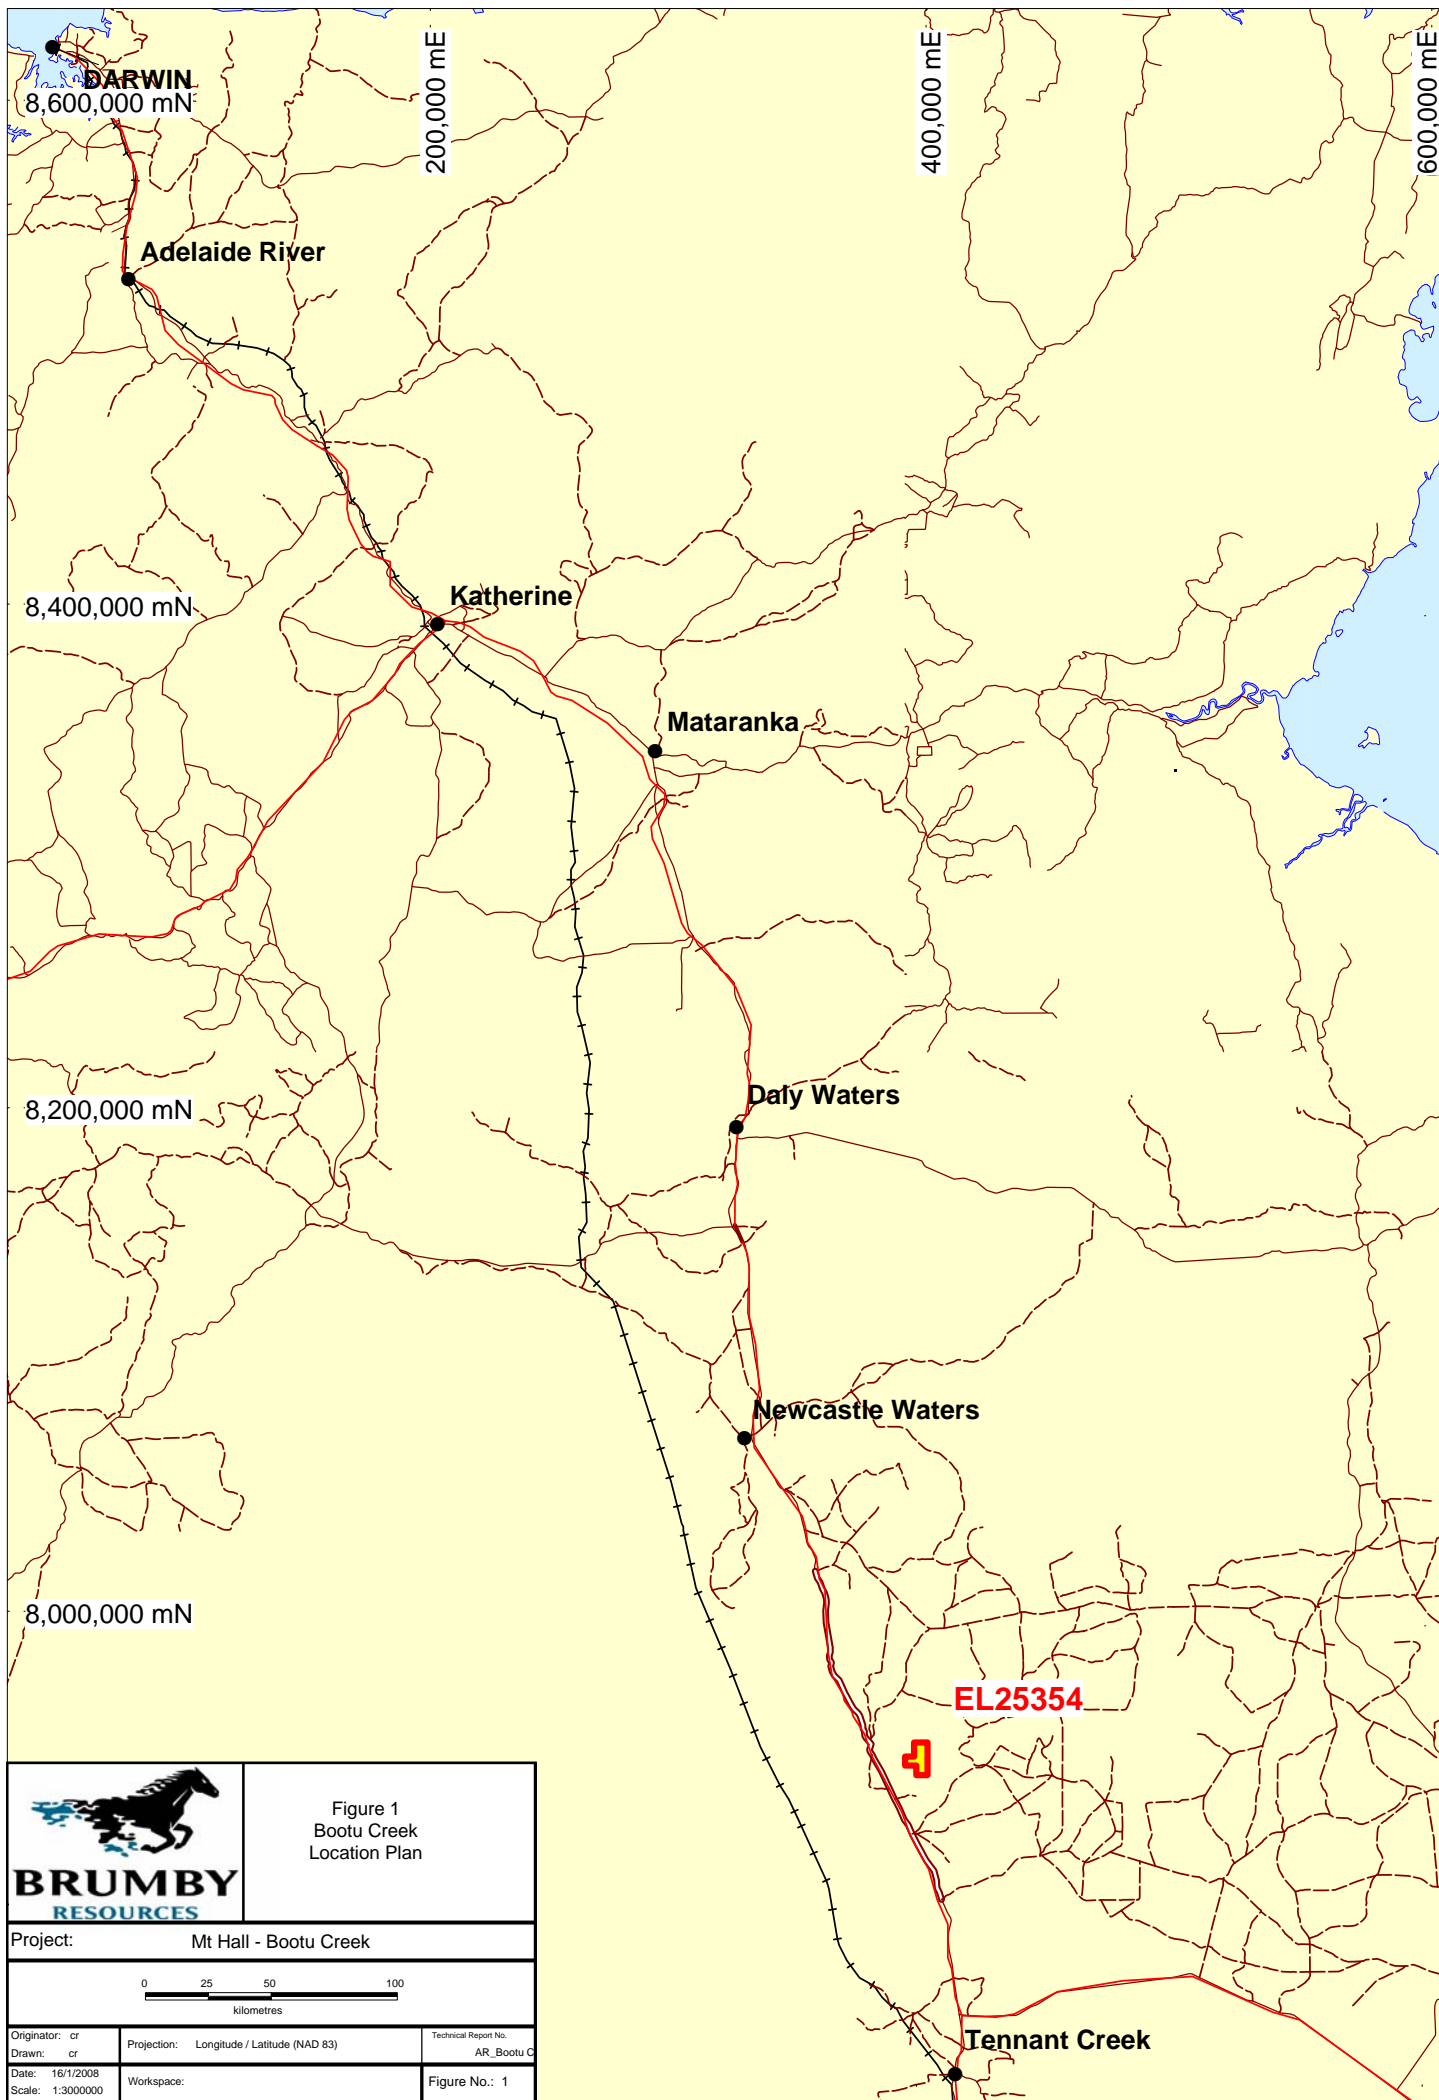 200,000 mE
400,000 mE
600,000 mE
DARWIN
8,600,000 mN
Adelaide River
Katherine
8,400,000 mN
Mataranka
Daly Waters
8,200,000 mN
Newcastle Waters
8,000,000 mN
EL25354
Tennant Creek
BRUMBY
RESOURCES
Figure 1
Bootu Creek
Location Plan
Project: Mt Hall - Bootu Creek
0 25 50 100
kilometres
Originator: cr
Drawn: cr
Projection: Longitude / Latitude (NAD 83)
Technical Report No.
AR_Bootu C
Date: 16/1/2008
Scale: 1:3000000
Workspace:
Figure No.: 1